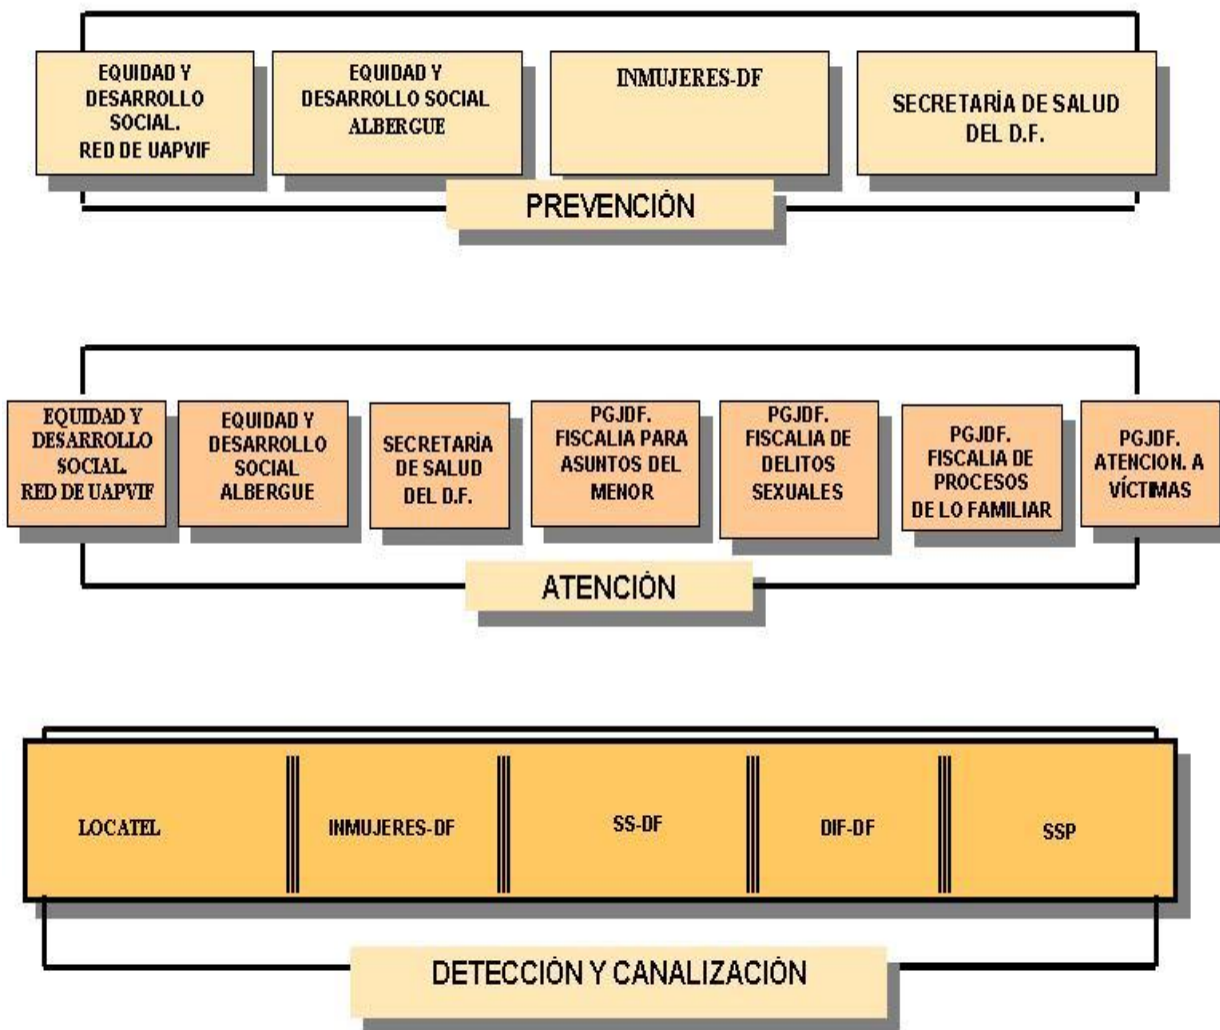 EQUIDAD Y
DESARROLLO
SOCIAL.
RED DE UAPVIF
EQUIDAD Y
DESARROLLO SOCIAL
ALBERGUE
INMUJERES-DF
SECRETARÍA DE SALUD
DEL D.F.
PREVENCIÓN
EQUIDAD Y
DESARROLLO
SOCIAL.
RED DE UAPVIF
EQUIDAD Y
DESARROLLO
SOCIAL
ALBERGUE
SECRETARÍA
DE SALUD
DEL D.F.
PGJDF.
FISCALIA PARA
ASUNTOS DEL
MENOR
PGJDF.
FISCALIA DE
DELITOS
SEXUALES
PGJDF.
FISCALIA DE
PROCESOS
DE LO FAMILIAR
PGJDF.
ATENCION. A
VÍCTIMAS
ATENCIÓN
LOCATEL
INMUJERES-DF
SS-DF
DIF-DF
SSP
DETECCIÓN Y CANALIZACIÓN